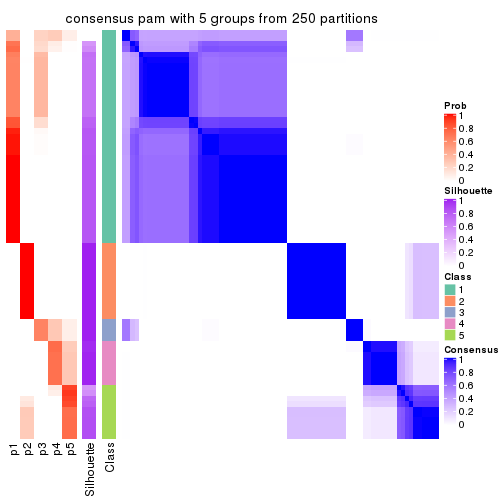 consensus pam with 5 groups from 250 partitions
Prob
1
0.8
0.6
0.4
0.2
0
Silhouette
1
0.8
0.6
0.4
0.2
0
Class
1
2
3
4
5
Consensus
1
0.8
0.6
0.4
0.2
0
p1
p2
p3
p4
p5
Silhouette
Class